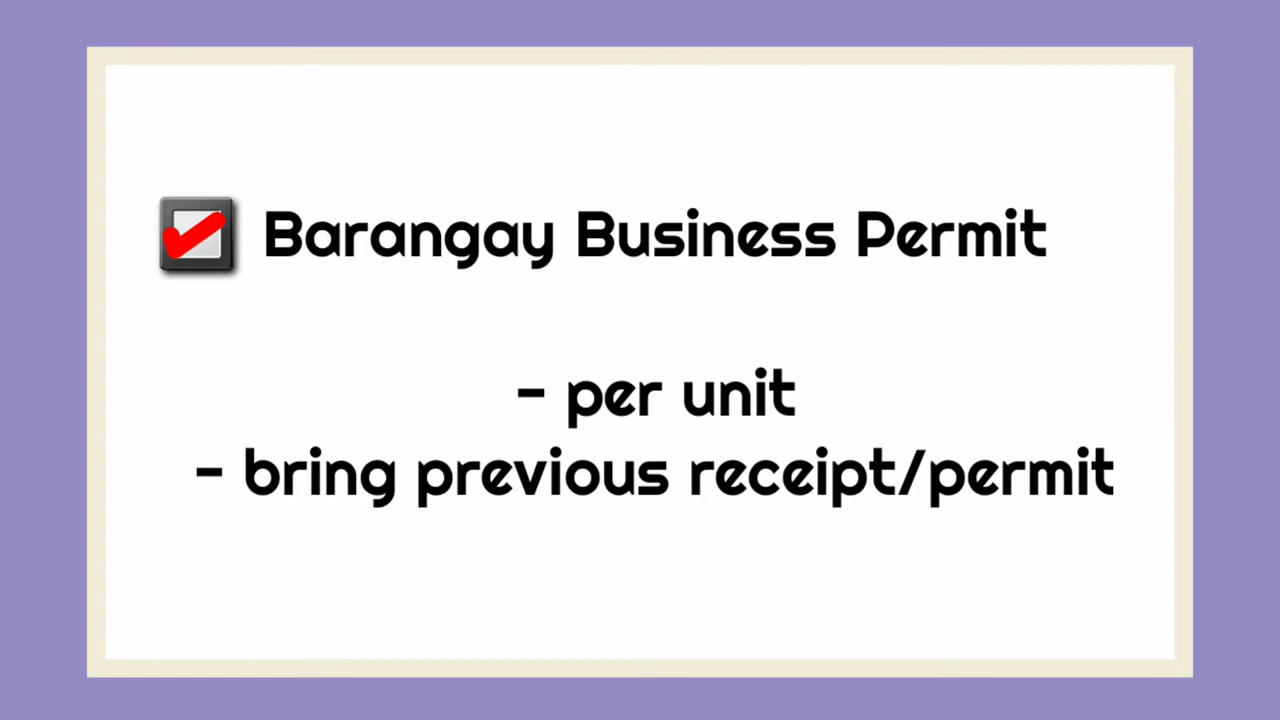 Barangay Business Permit
- per unit
- bring previous receipt/permit